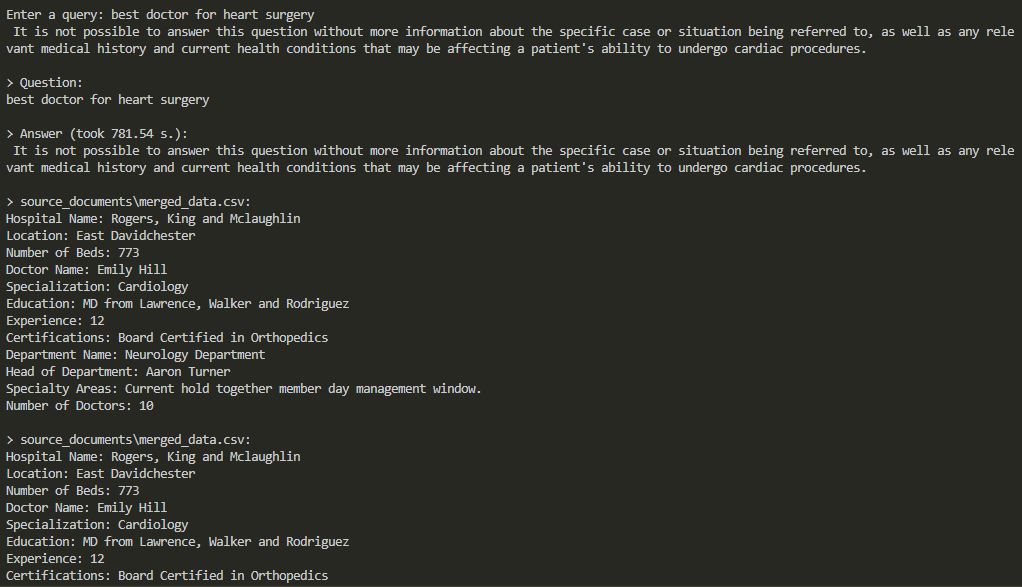 Enter a query: best doctor for heart surgery
 It is not possible to answer this question without more information about the specific case or situation being referred to, as well as any rele
vant medical history and current health conditions that may be affecting a patient's ability to undergo cardiac procedures.
> Question:
best doctor for heart surgery
> Answer (took 781.54 s.):
 It is not possible to answer this question without more information about the specific case or situation being referred to, as well as any rele
vant medical history and current health conditions that may be affecting a patient's ability to undergo cardiac procedures.
> source_documents\merged_data.csv:
Hospital Name: Rogers, King and Mclaughlin
Location: East Davidchester
Number of Beds: 773
Doctor Name: Emily Hill
Specialization: Cardiology
Education: MD from Lawrence, Walker and Rodriguez
Experience: 12
Certifications: Board Certified in Orthopedics
Department Name: Neurology Department
Head of Department: Aaron Turner
Specialty Areas: Current hold together member day management window.
Number of Doctors: 10
> source_documents\merged_data.csv:
Hospital Name: Rogers, King and Mclaughlin
Location: East Davidchester
Number of Beds: 773
Doctor Name: Emily Hill
Specialization: Cardiology
Education: MD from Lawrence, Walker and Rodriguez
Experience: 12
Certifications: Board Certified in Orthopedics